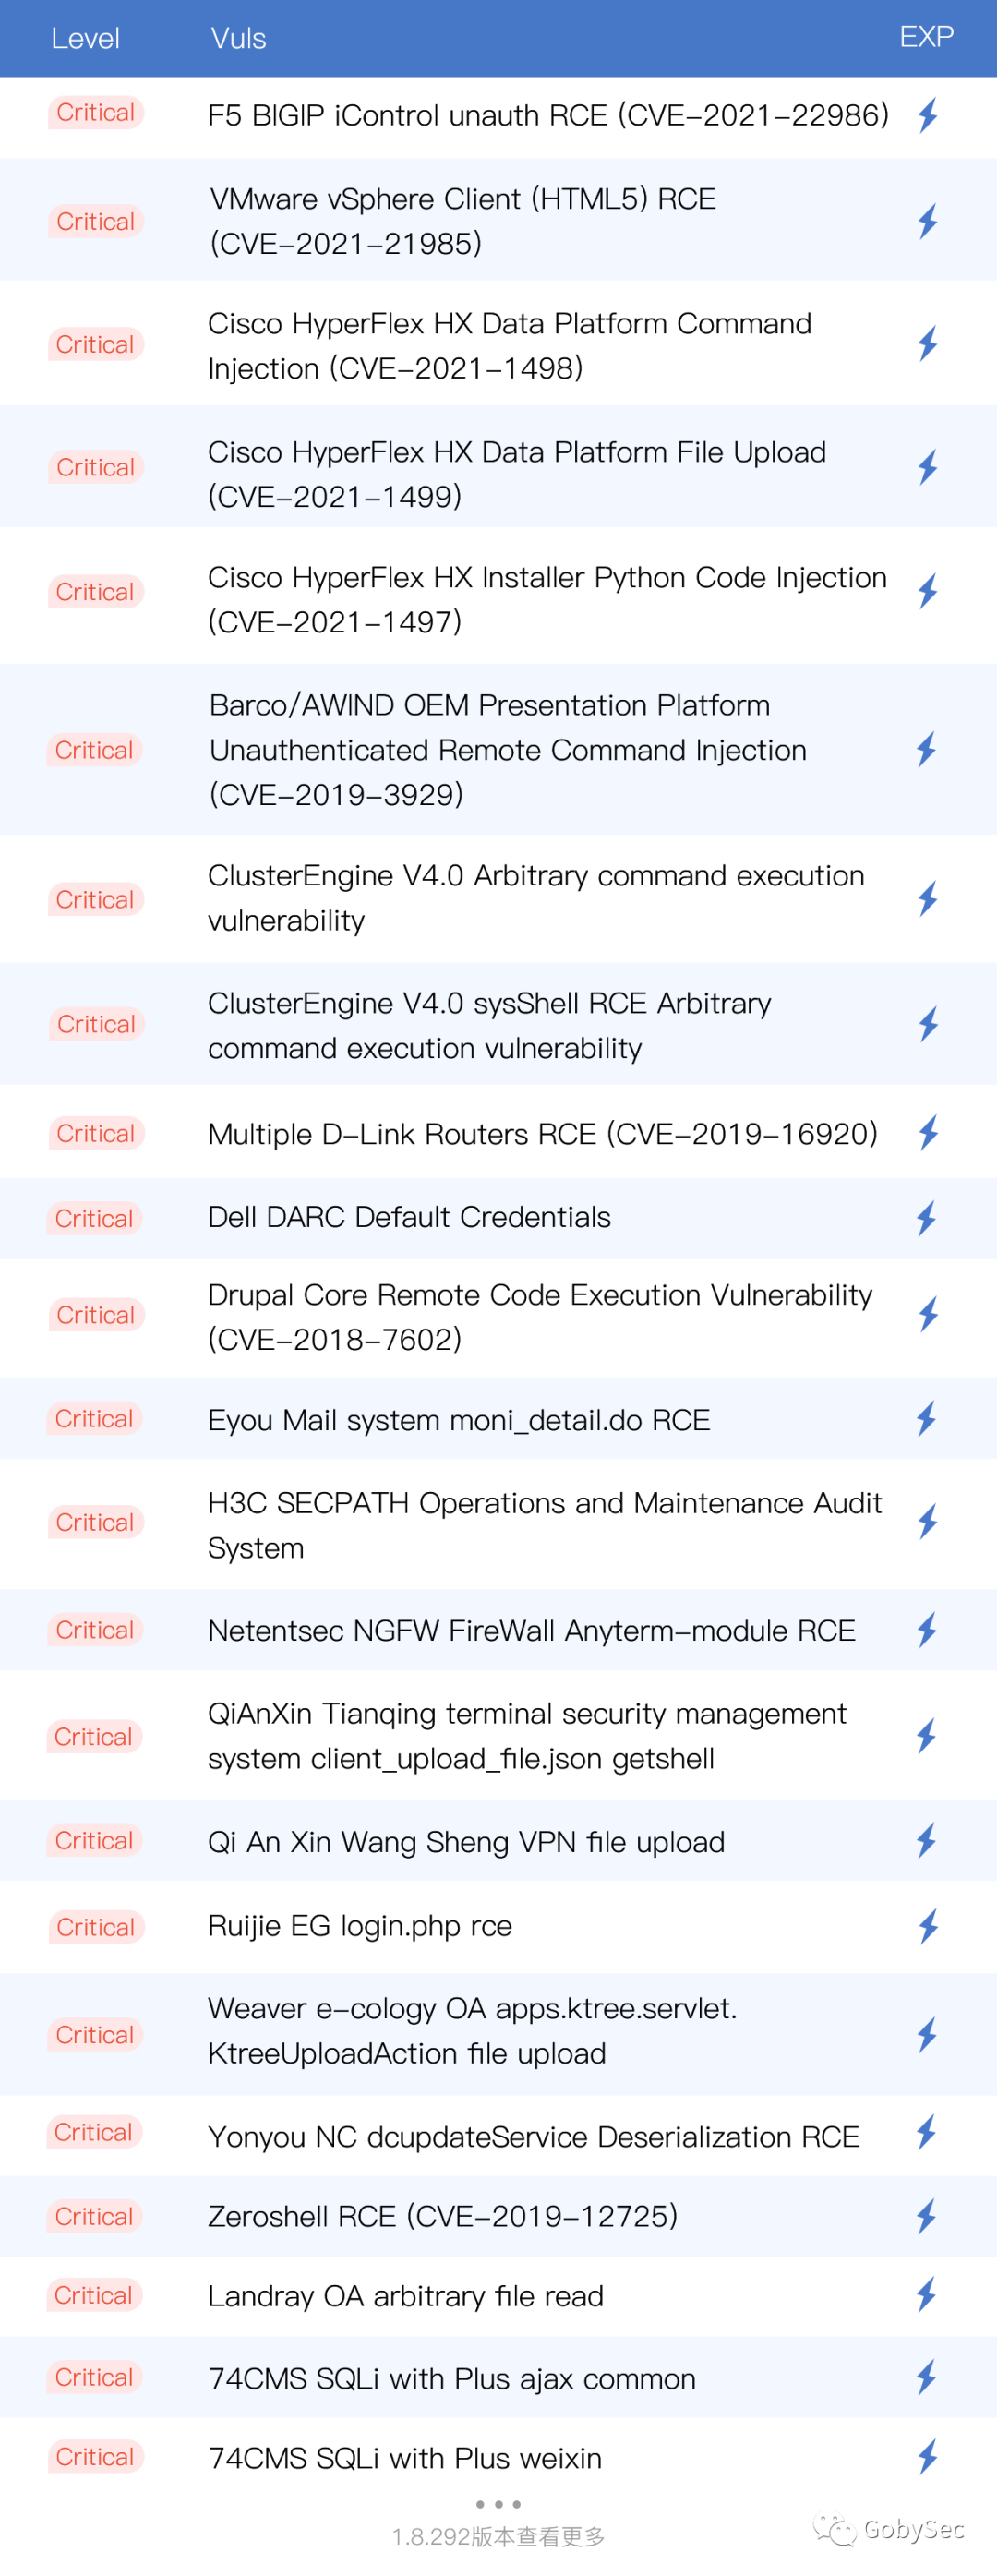 Level Vuls EXP
Critical F5 BIGIP iControl unauth RCE (CVE-2021-22986)
VMware vSphere Client (HTML5) RCE
Critical
(CVE-2021-21985)
Cisco HyperFlex HX Data Platform Command
Critical
Injection (CVE-2021-1498)
Cisco HyperFlex HX Data Platform File Upload
Critical
(CVE-2021-1499)
Cisco HyperFlex HX Installer Python Code Injection
Critical
(CVE-2021-1497)
Barco/AWIND OEM Presentation Platform
Critical Unauthenticated Remote Command Injection
(CVE-2019-3929)
ClusterEngine V4.0 Arbitrary command execution
Critical
vulnerability
ClusterEngine V4.0 sysShell RCE Arbitrary
Critical
command execution vulnerability
Critical Multiple D-Link Routers RCE (CVE-2019-16920)
Critical Dell DARC Default Credentials
Drupal Core Remote Code Execution Vulnerability
Critical
(CVE-2018-7602)
Critical Eyou Mail system moni_detail.do RCE
H3C SECPATH Operations and Maintenance Audit
Critical
System
Critical Netentsec NGFW FireWall Anyterm-module RCE
QiAnXin Tianqing terminal security management
Critical
system client_upload_file.json getshell
Critical Qi An Xin Wang Sheng VPN file upload
Critical Ruijie EG login.php rce
Weaver e-cology OA apps.ktree.servlet.
Critical
KtreeUploadAction file upload
Critical Yonyou NC dcupdateService Deserialization RCE
Critical Zeroshell RCE (CVE-2019-12725)
Critical Landray OA arbitrary file read
Critical 74CMS SQLi with Plus ajax common
Critical 74CMS SQLi with Plus weixin
•••
1.8.292版本查看更多
GobySec